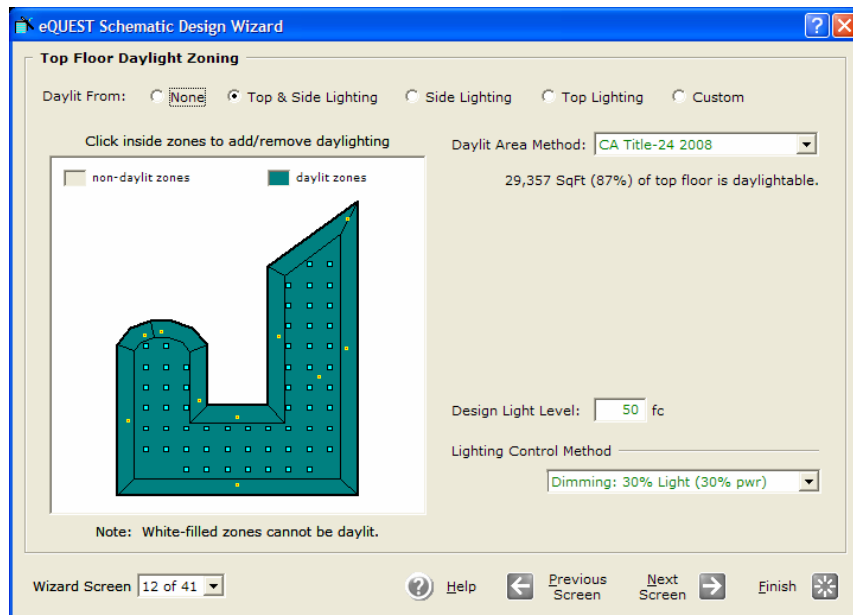 eQUEST Schematic Design Wizard
Top Floor Daylight Zoning
Daylit From: None Top & Side Lighting Side Lighting Top Lighting Custom
Click inside zones to add/remove daylighting
Daylit Area Method: CA Title-24 2008
non-daylit zones daylit zones
29,357 SqFt (87%) of top floor is daylightable.
Design Light Level: 50 fc
Lighting Control Method
Dimming: 30% Light (30% pwr)
Note: White-filled zones cannot be daylit.
Wizard Screen 12 of 41 ? Help Previous Screen Next Screen Finish